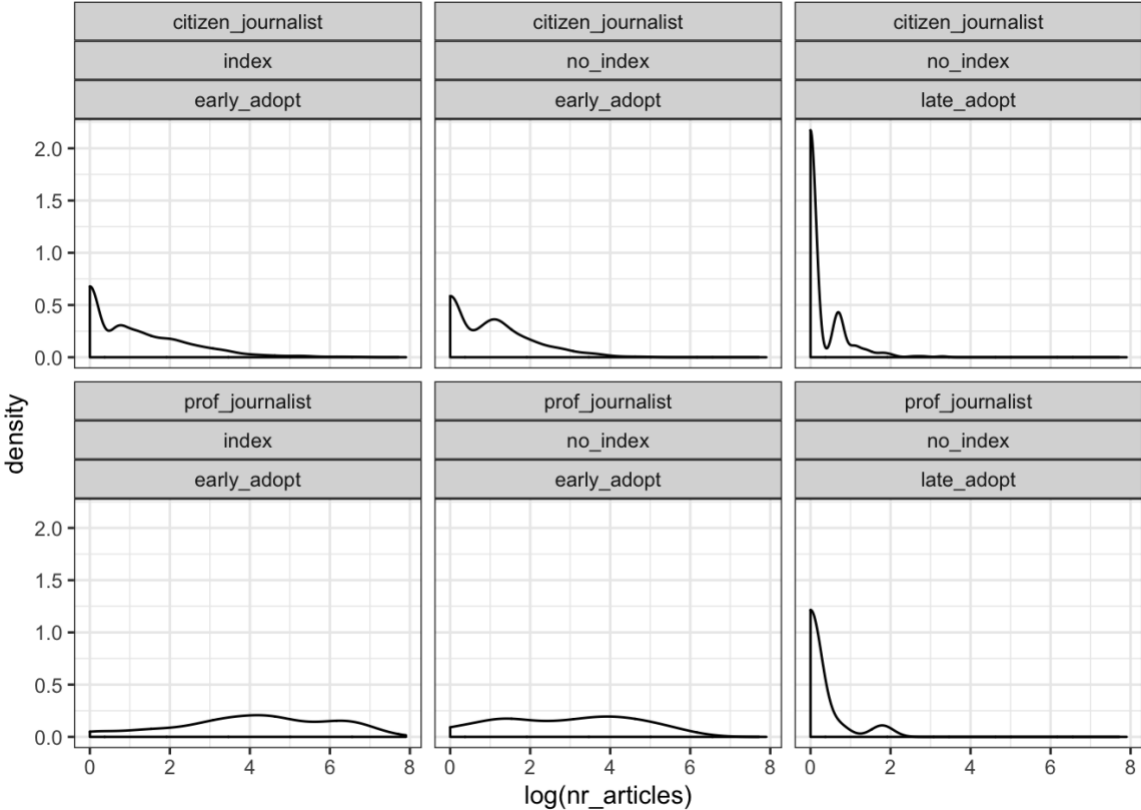 citizen_journalist citizen_journalist citizen_journalist
index no_index no_index
early_adopt early_adopt late_adopt
2.0
1.5
1.0
0.5
0.0
density
prof_journalist prof_journalist prof_journalist
index no_index no_index
early_adopt early_adopt late_adopt
2.0
1.5
1.0
0.5
0.0
0 2 4 6 8 0 2 4 6 8 0 2 4 6 8
log(nr_articles)